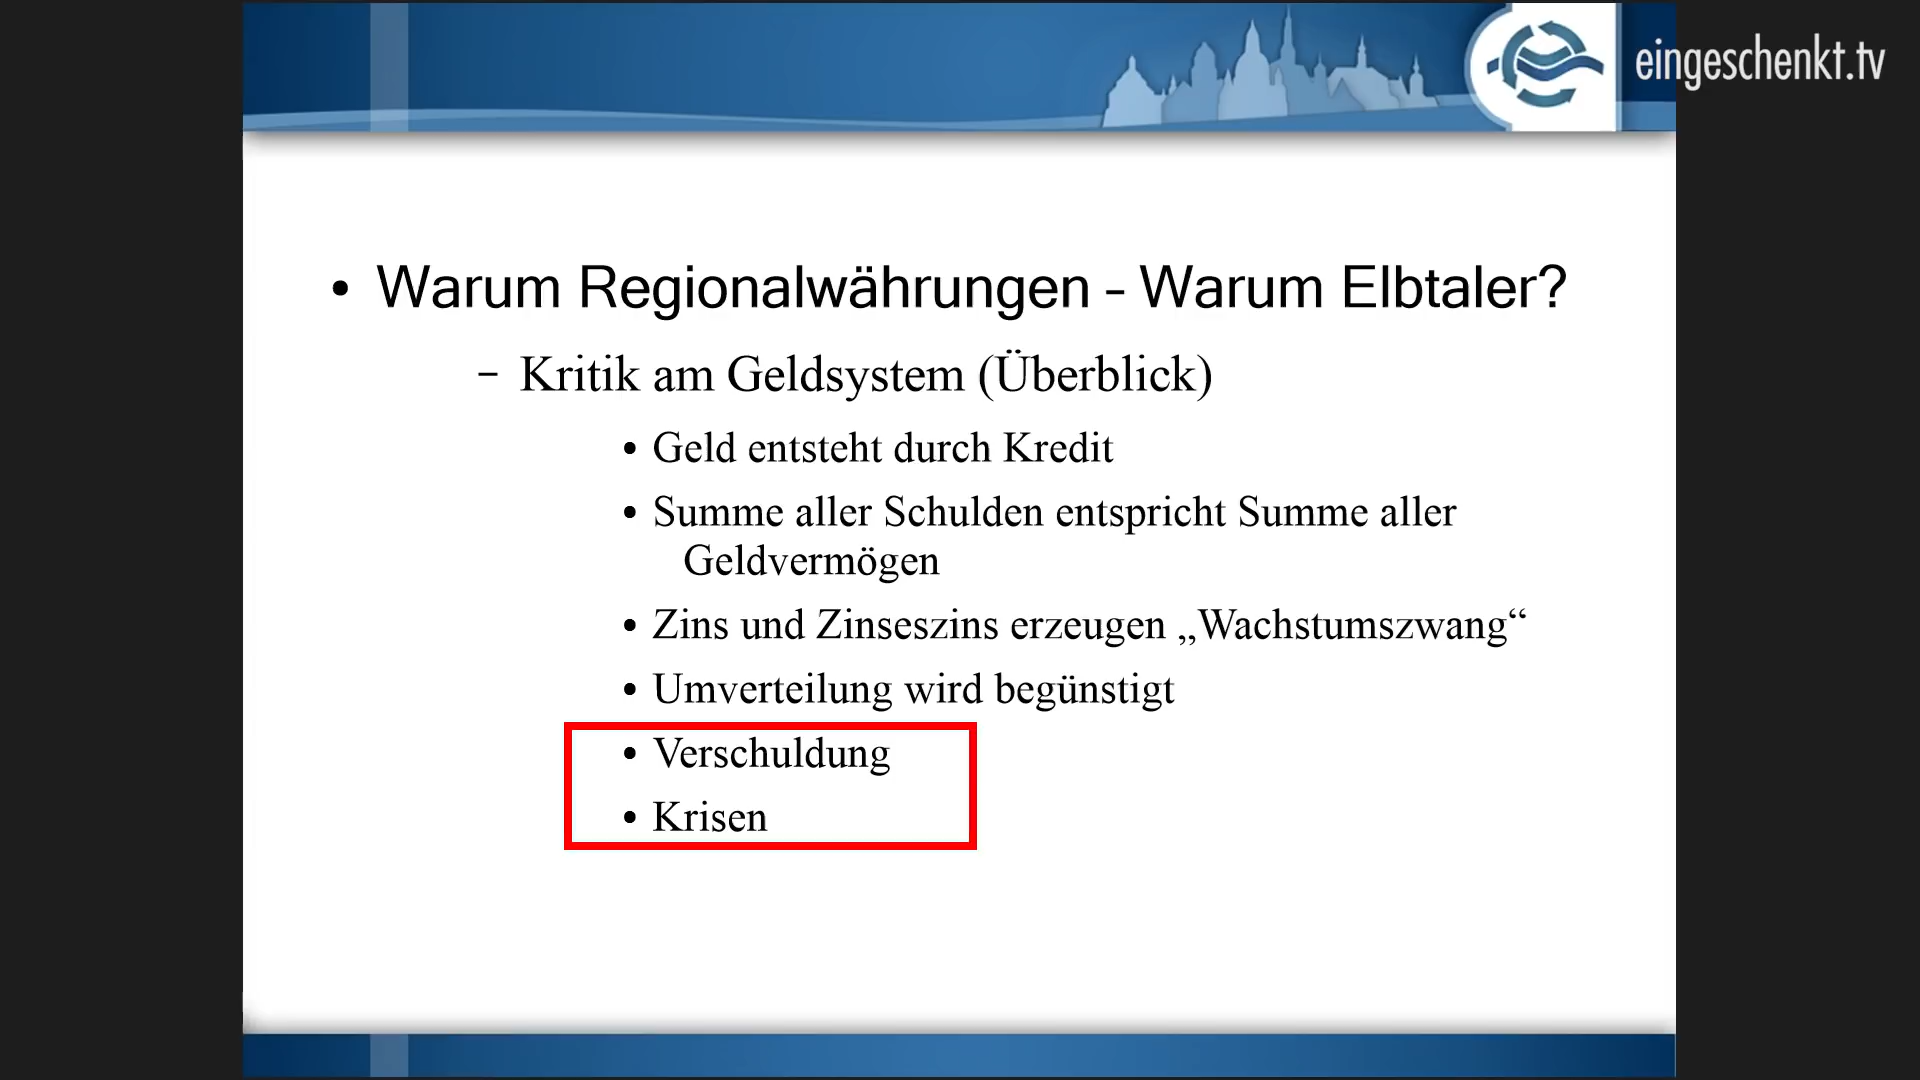 eingeschenkt.tv
• Warum Regionalwährungen – Warum Elbtaler?
– Kritik am Geldsystem (Überblick)
• Geld entsteht durch Kredit
• Summe aller Schulden entspricht Summe aller
Geldvermögen
• Zins und Zinseszins erzeugen „Wachstumszwang“
• Umverteilung wird begünstigt
• Verschuldung
• Krisen